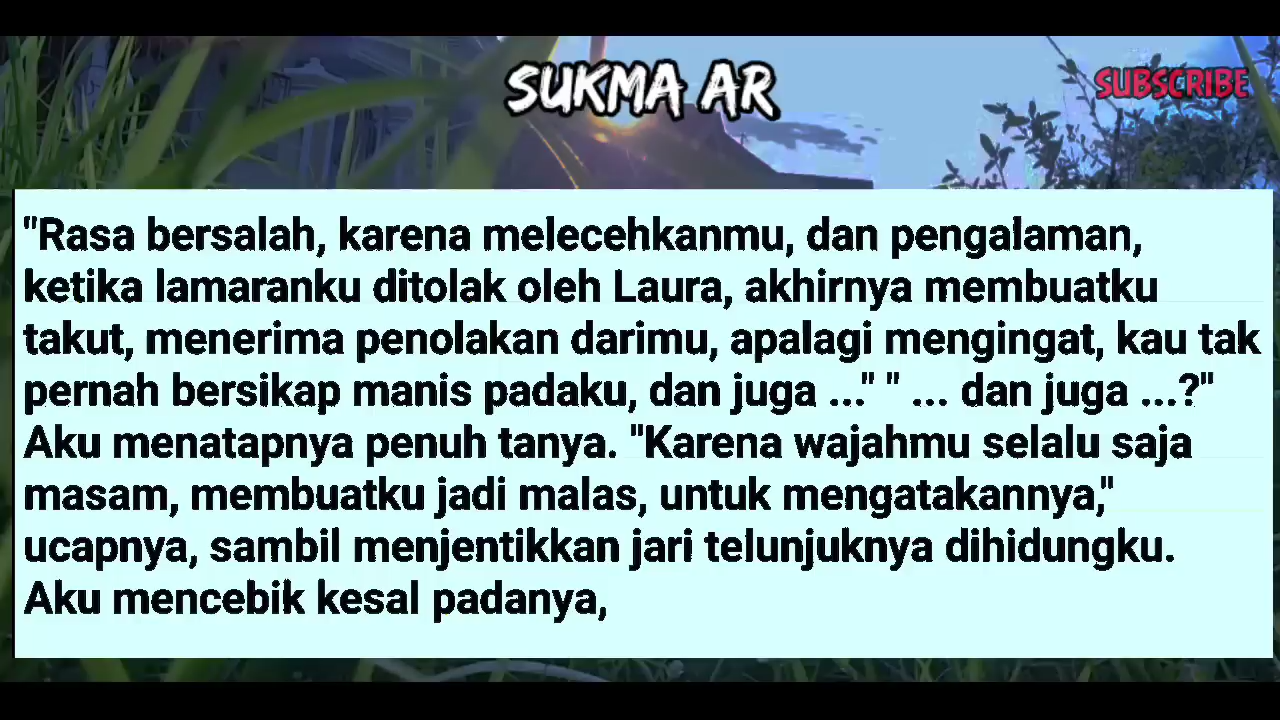 SUKMA AR
SUBSCRIBE
"Rasa bersalah, karena melecehkanmu, dan pengalaman,
ketika lamaranku ditolak oleh Laura, akhirnya membuatku
takut, menerima penolakan darimu, apalagi mengingat, kau tak
pernah bersikap manis padaku, dan juga ..." " ... dan juga ...?"
Aku menatapnya penuh tanya. "Karena wajahmu selalu saja
masam, membuatku jadi malas, untuk mengatakannya,"
ucapnya, sambil menjentikkan jari telunjuknya dihidungku.
Aku mencebik kesal padanya,